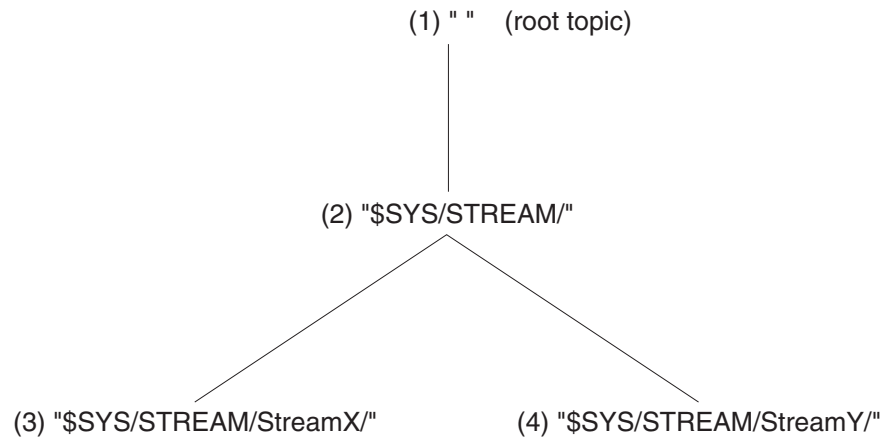 (1) " " (root topic)
(2) "$SYS/STREAM/"
(3) "$SYS/STREAM/StreamX/"
(4) "$SYS/STREAM/StreamY/"